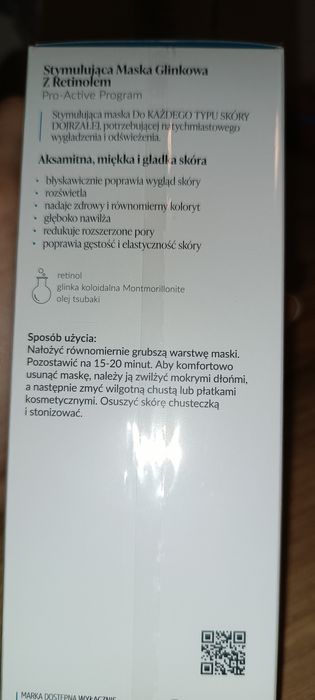 Stymulująca Maska Glinkowa
Z Retinolem
Pro-Active Program
Stymulująca maska Do KAŻDEGO TYPU SKÓRY
DOJRZAŁEJ, potrzebującej natychmiastowego
wygładzenia i odświeżenia.
Aksamitna, miękka i gładka skóra
• błyskawicznie poprawia wygląd skóry
• rozświetla
• nadaje zdrowy i równomierny koloryt
• głęboko nawilża
• redukuje rozszerzone pory
• poprawia gęstość i elastyczność skóry
retinol
glinka koloidalna Montmorillonite
olej tsubaki
Sposób użycia:
Nałożyć równomiernie grubszą warstwę maski.
Pozostawić na 15-20 minut. Aby komfortowo
usunąć maskę, należy ją zwilżyć mokrymi dłońmi,
a następnie zmyć wilgotną chustą lub płatkami
kosmetycznymi. Osuszyć skórę chusteczką
i stonizować.
MARKA DOSTĘPNA WYŁĄCZNIE